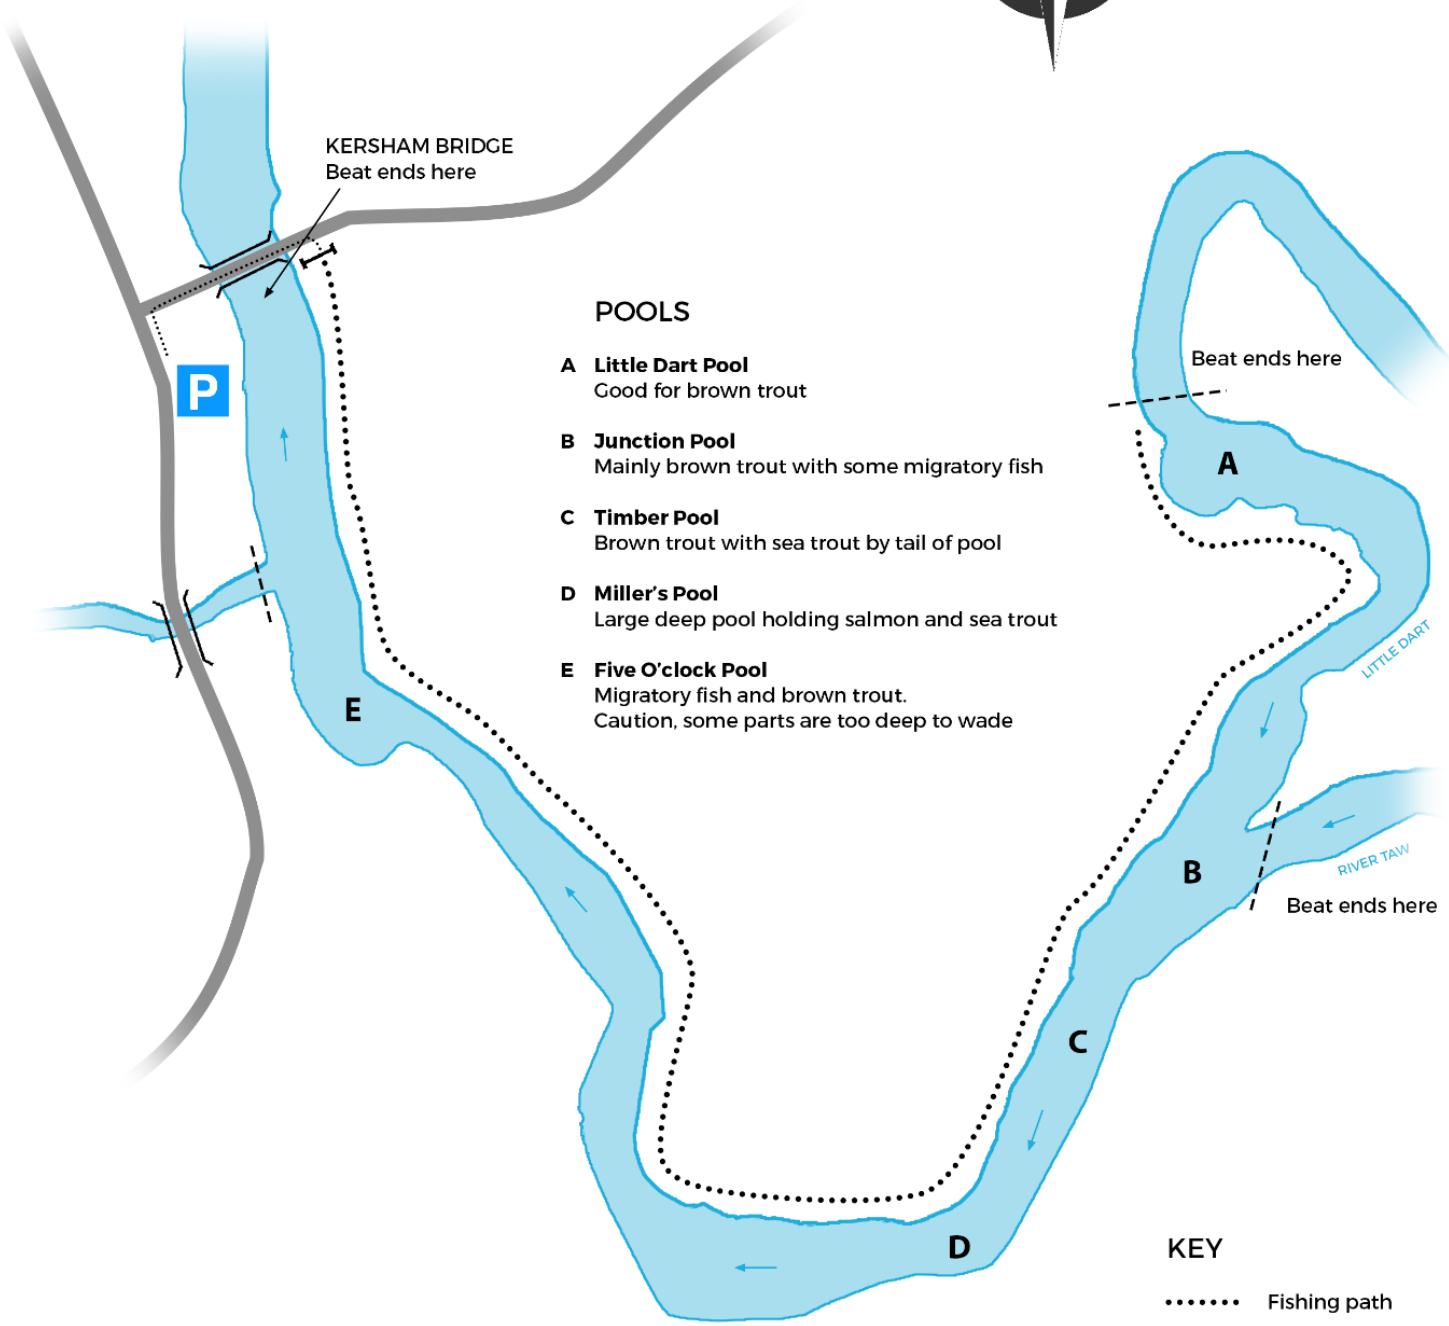 KERSHAM BRIDGE
Beat ends here
P
POOLS
A Little Dart Pool
Good for brown trout
B Junction Pool
Mainly brown trout with some migratory fish
C Timber Pool
Brown trout with sea trout by tail of pool
D Miller’s Pool
Large deep pool holding salmon and sea trout
E Five O’clock Pool
Migratory fish and brown trout.
Caution, some parts are too deep to wade
Beat ends here
A
LITTLE DART
E
B
RIVER TAW
Beat ends here
C
D
KEY
Fishing path